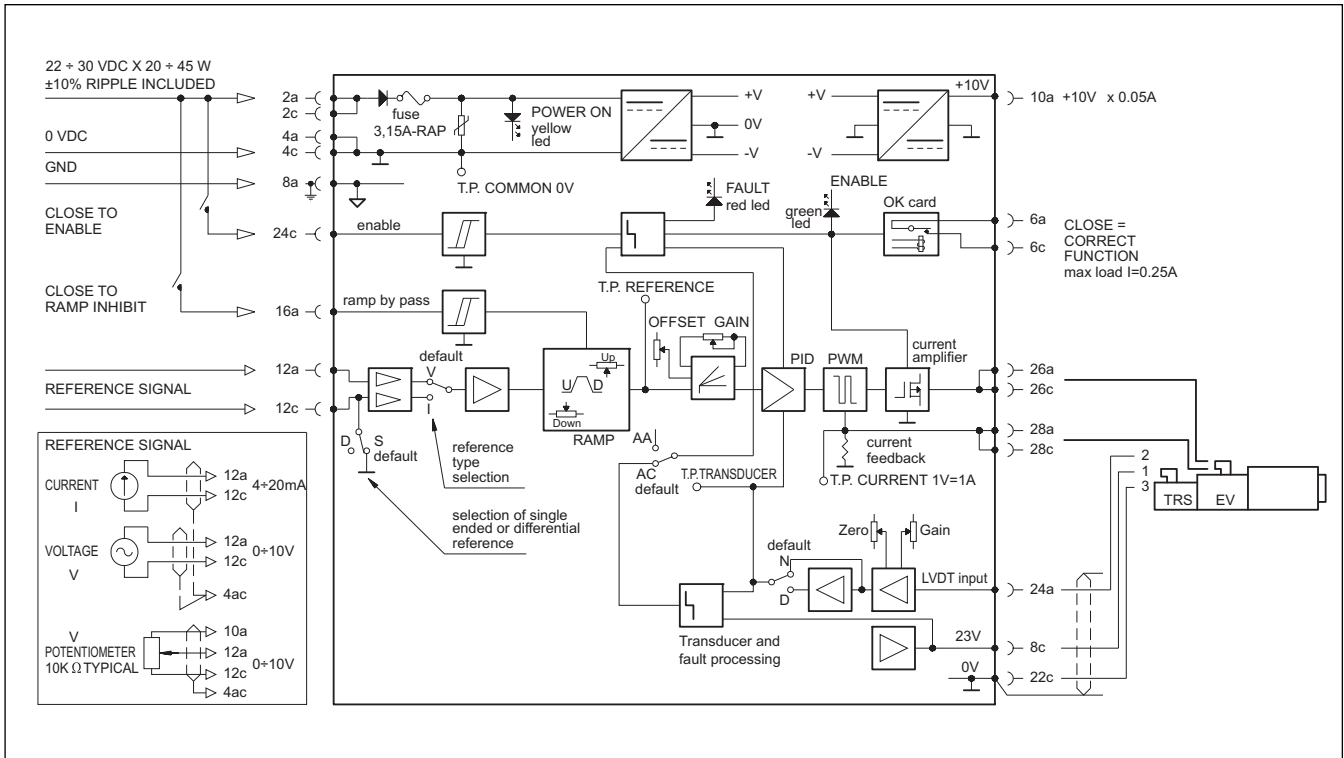 22 ÷ 30 VDC X 20 ÷ 45 W
±10% RIPPLE INCLUDED
0 VDC
GND
CLOSE TO
ENABLE
CLOSE TO
RAMP INHIBIT
REFERENCE SIGNAL
2a
2c
4a
4c
8a
24c
16a
12a
12c
fuse
3,15A-RAP
POWER ON
yellow
led
T.P. COMMON 0V
+V
0V
-V
+V
-V
+10V
10a +10V x 0.05A
enable
FAULT
red led
ENABLE
green
led
OK card
6a
6c
CLOSE =
CORRECT
FUNCTION
max load I=0.25A
ramp by pass
T.P. REFERENCE
OFFSET GAIN
default
V
I
Up
U D
Down
RAMP
PID
PWM
current
amplifier
26a
26c
28a
28c
D
S
default
reference
type
selection
selection of single
ended or differential
reference
AA
AC
default
T.P.TRANSDUCER
current
feedback
T.P. CURRENT 1V=1A
2
1
3
TRS
EV
Zero
Gain
default
N
D
LVDT input
24a
Transducer and
fault processing
23V
8c
0V
22c
REFERENCE SIGNAL
CURRENT
I
12a
12c
4÷20mA
VOLTAGE
V
12a
12c
0÷10V
4ac
V
POTENTIOMETER
10K Ω TYPICAL
10a
12a
12c
0÷10V
4ac